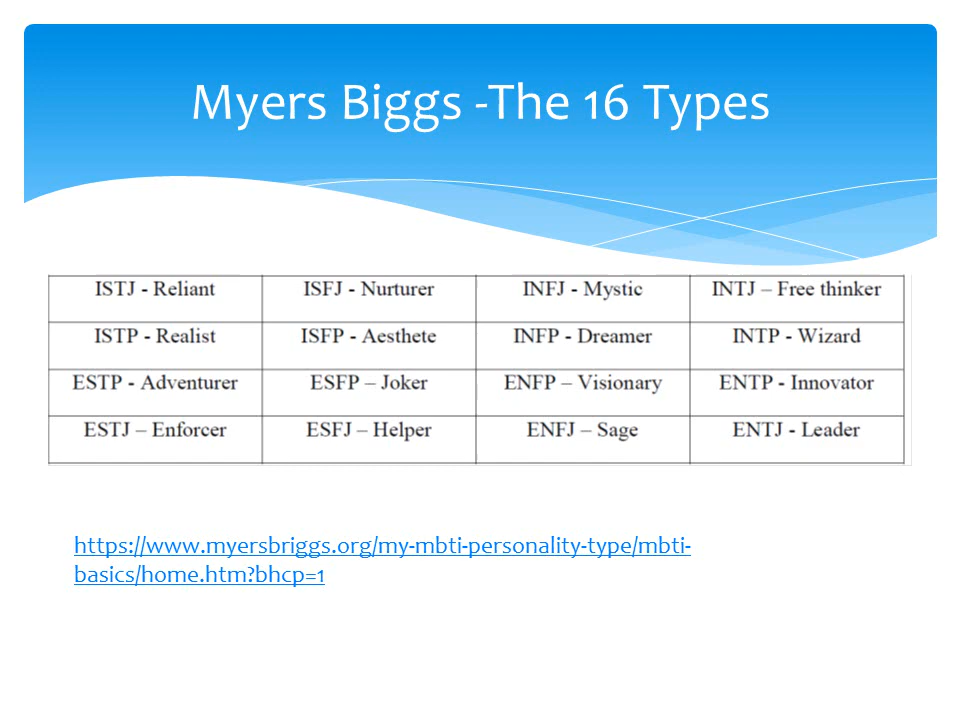 Myers Biggs -The 16 Types
ISTJ - Reliant ISFJ - Nurturer INFJ - Mystic INTJ – Free thinker
ISTP - Realist ISFP - Aesthete INFP - Dreamer INTP - Wizard
ESTP - Adventurer ESFP – Joker ENFP – Visionary ENTP - Innovator
ESTJ – Enforcer ESFJ – Helper ENFJ – Sage ENTJ - Leader
https://www.myersbriggs.org/my-mbti-personality-type/mbti-
basics/home.htm?bhcp=1